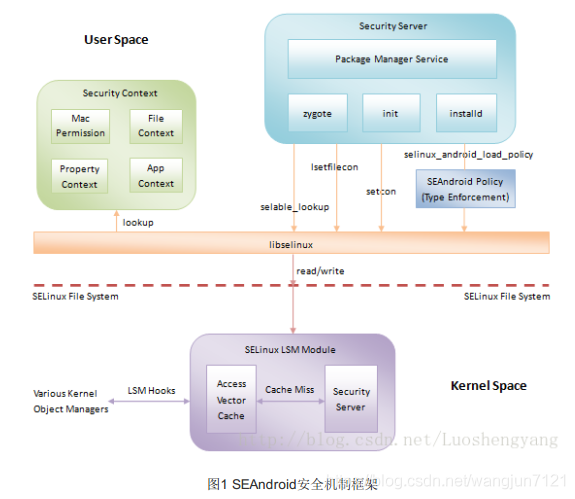 User Space
Security Server
Package Manager Service
zygote
init
installd
Security Context
Mac
Permission
File
Context
Property
Context
App
Context
lsetfilecon
selinux_android_load_policy
setcon
SEAndroid Policy
(Type Enforcement)
selable_lookup
lookup
libselinux
read/write
SELinux File System
SELinux File System
SELinux LSM Module
Kernel Space
Various Kernel
Object Managers
LSM Hooks
Access
Vector
Cache
Cache Miss
Security
Server
http://blog.csdn.net/Luoshengyang
图1 SEAndroid安全机制框架
blog.csdn.net/wangjun7121